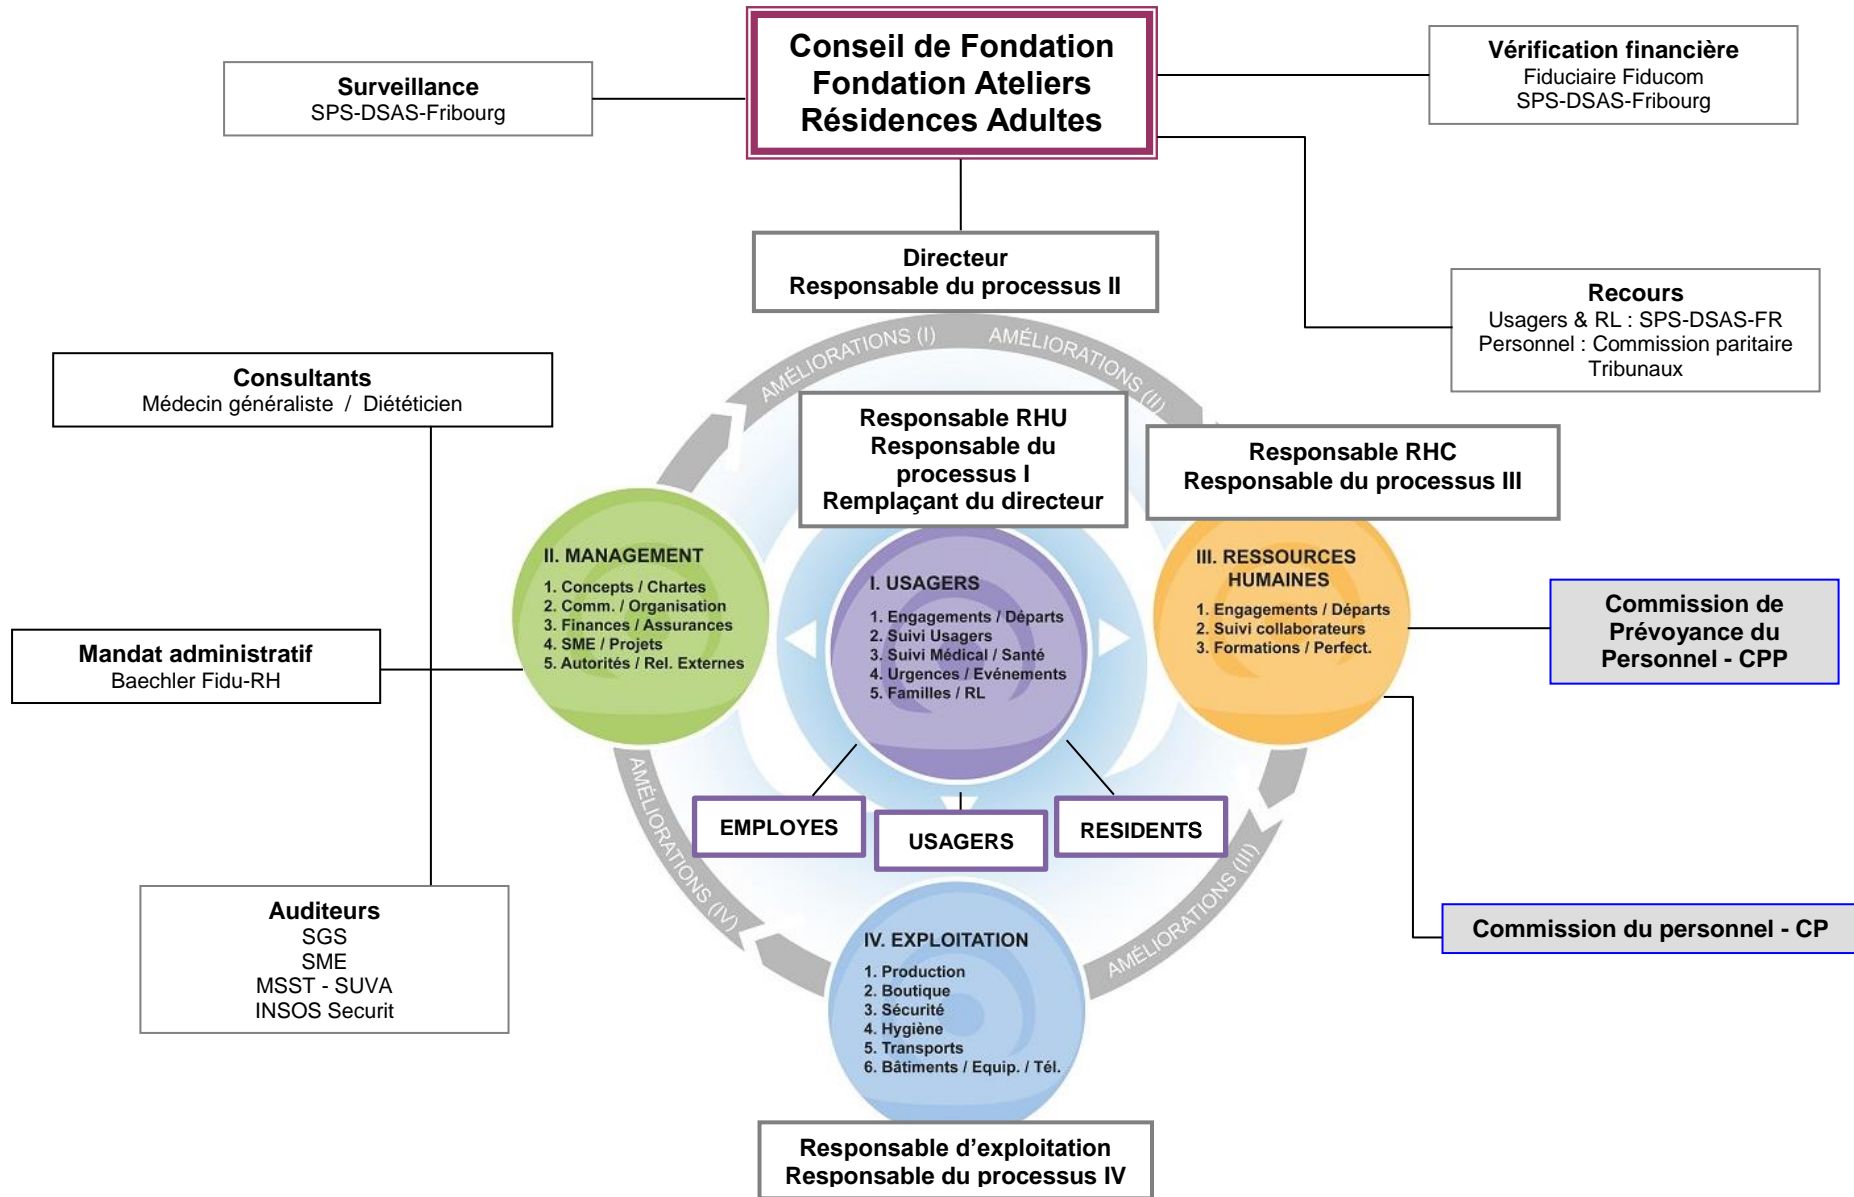 Conseil de Fondation
Fondation Ateliers
Résidences Adultes
Surveillance
SPS-DSAS-Fribourg
Vérification financière
Fiduciaire Fiducom
SPS-DSAS-Fribourg
Directeur
Responsable du processus II
Recours
Usagers & RL : SPS-DSAS-FR
Personnel : Commission paritaire
Tribunaux
AMÉLIORATIONS (I)
AMÉLIORATIONS (II)
Consultants
Médecin généraliste / Diététicien
Responsable RHU
Responsable du
processus I
Remplaçant du directeur
Responsable RHC
Responsable du processus III
II. MANAGEMENT
1. Concepts / Chartes
2. Comm. / Organisation
3. Finances / Assurances
4. SME / Projets
5. Autorités / Rel. Externes
I. USAGERS
1. Engagements / Départs
2. Suivi Usagers
3. Suivi Médical / Santé
4. Urgences / Evénements
5. Familles / RL
III. RESSOURCES
HUMAINES
1. Engagements / Départs
2. Suivi collaborateurs
3. Formations / Perfect.
Commission de
Prévoyance du
Personnel - CPP
Mandat administratif
Baechler Fidu-RH
EMPLOYES
USAGERS
RESIDENTS
AMÉLIORATIONS (IV)
AMÉLIORATIONS (III)
Auditeurs
SGS
SME
MSST - SUVA
INSOS Securit
IV. EXPLOITATION
1. Production
2. Boutique
3. Sécurité
4. Hygiène
5. Transports
6. Bâtiments / Equip. / Tél.
Commission du personnel - CP
Responsable d’exploitation
Responsable du processus IV